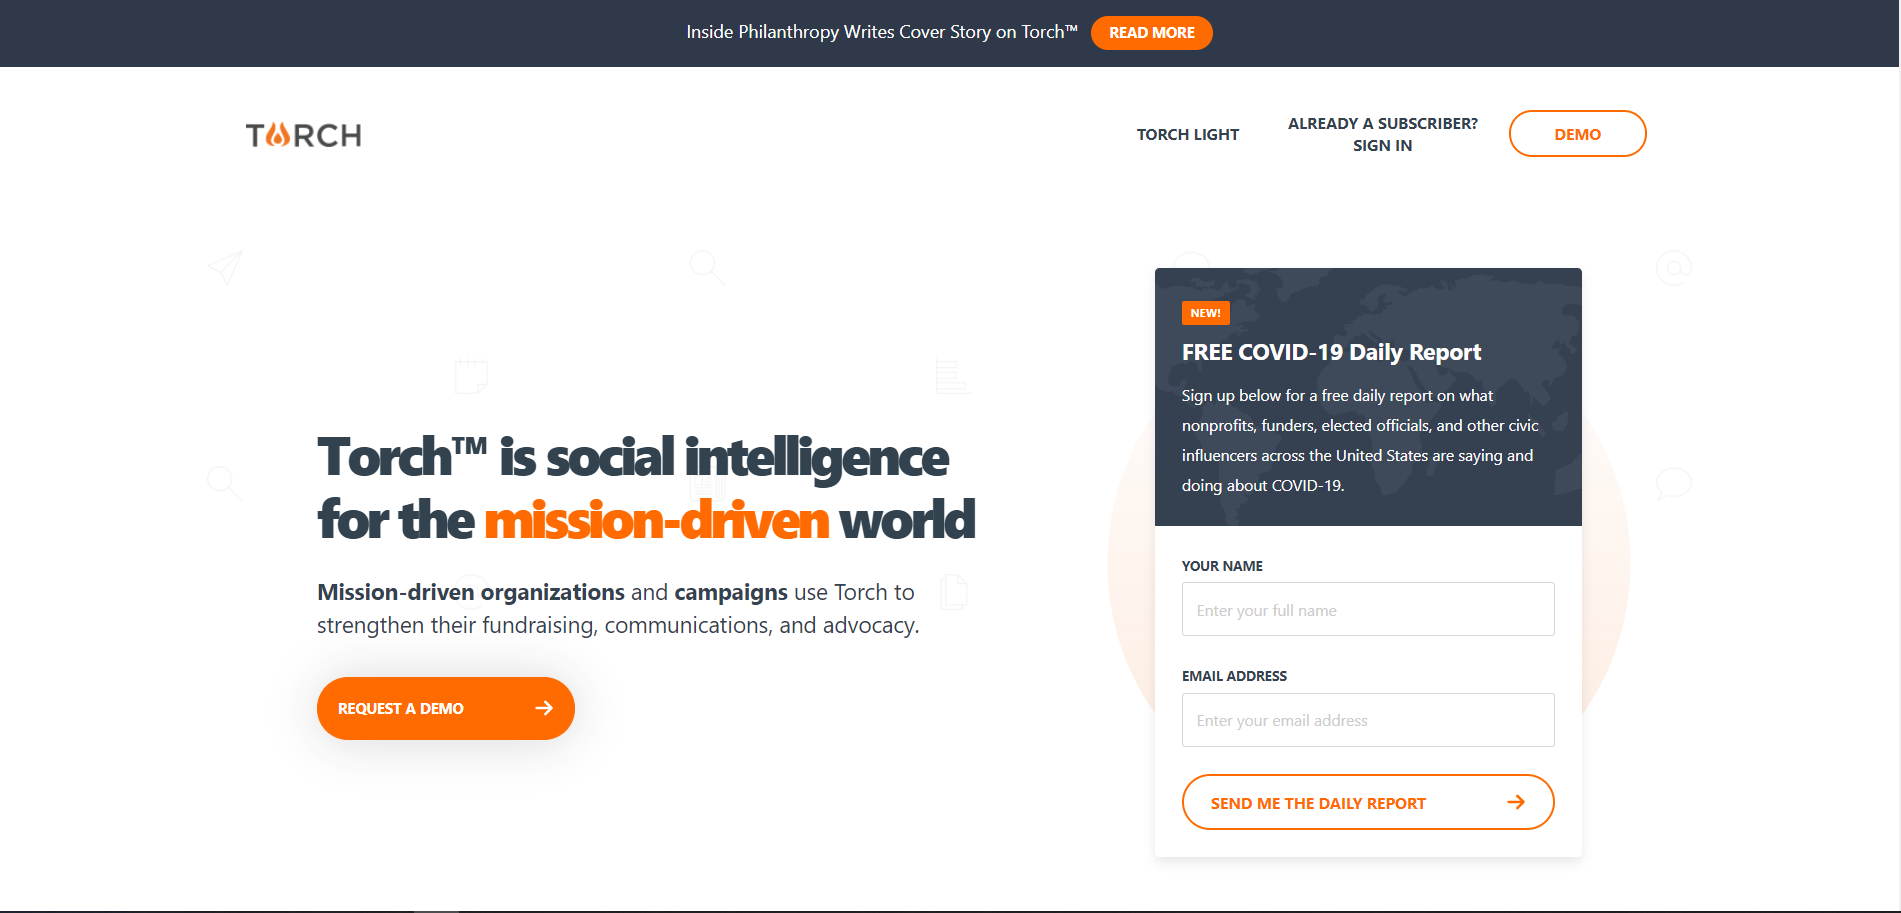 Inside Philanthropy Writes Cover Story on Torch™ READ MORE
TORCH
TORCH LIGHT
ALREADY A SUBSCRIBER?
SIGN IN
DEMO
Torch™ is social intelligence
for the mission-driven world
Mission-driven organizations and campaigns use Torch to
strengthen their fundraising, communications, and advocacy.
REQUEST A DEMO
NEW!
FREE COVID-19 Daily Report
Sign up below for a free daily report on what
nonprofits, funders, elected officials, and other civic
influencers across the United States are saying and
doing about COVID-19.
YOUR NAME
Enter your full name
EMAIL ADDRESS
Enter your email address
SEND ME THE DAILY REPORT